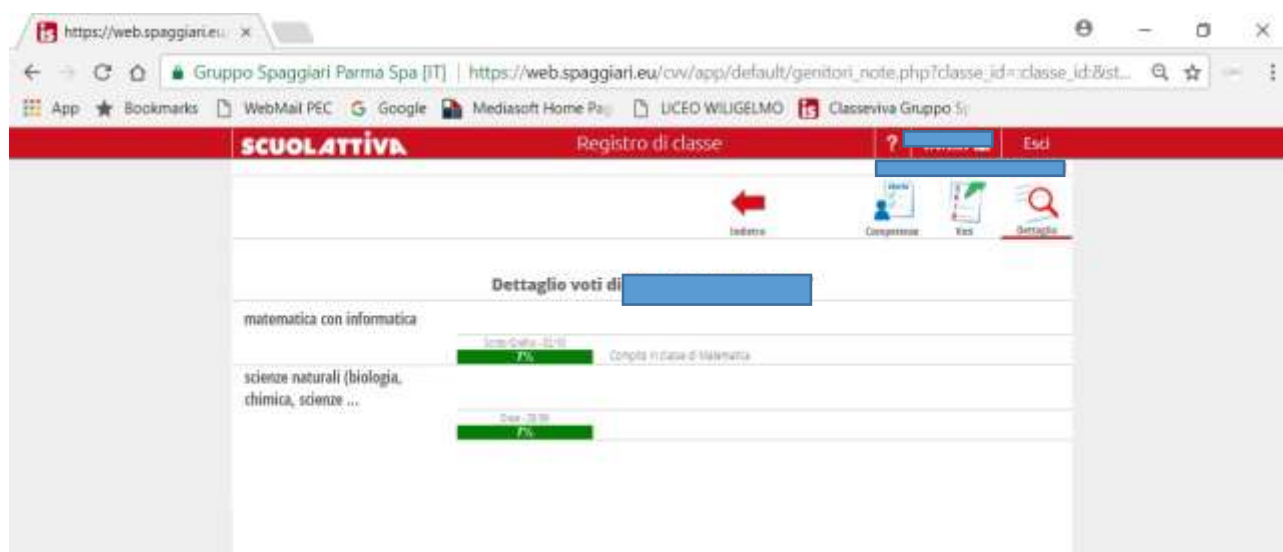 https://web.spaggiari.eu
Gruppo Spaggiari Parma Spa [IT] | https://web.spaggiari.eu/cvv/app/default/genitori_note.php?classe_id=:classe_id:&st...
App Bookmarks WebMail PEC Google Mediasoft Home Pag LICEO WILIGELMO Classeviva Gruppo Sp
SCUOLATTIVA Registro di classe ? Esci
Indietro Competenze Voti Dettaglio
Dettaglio voti di
matematica con informatica
7½ Compito in classe di Matematica
scienze naturali (biologia,
chimica, scienze ...
7½